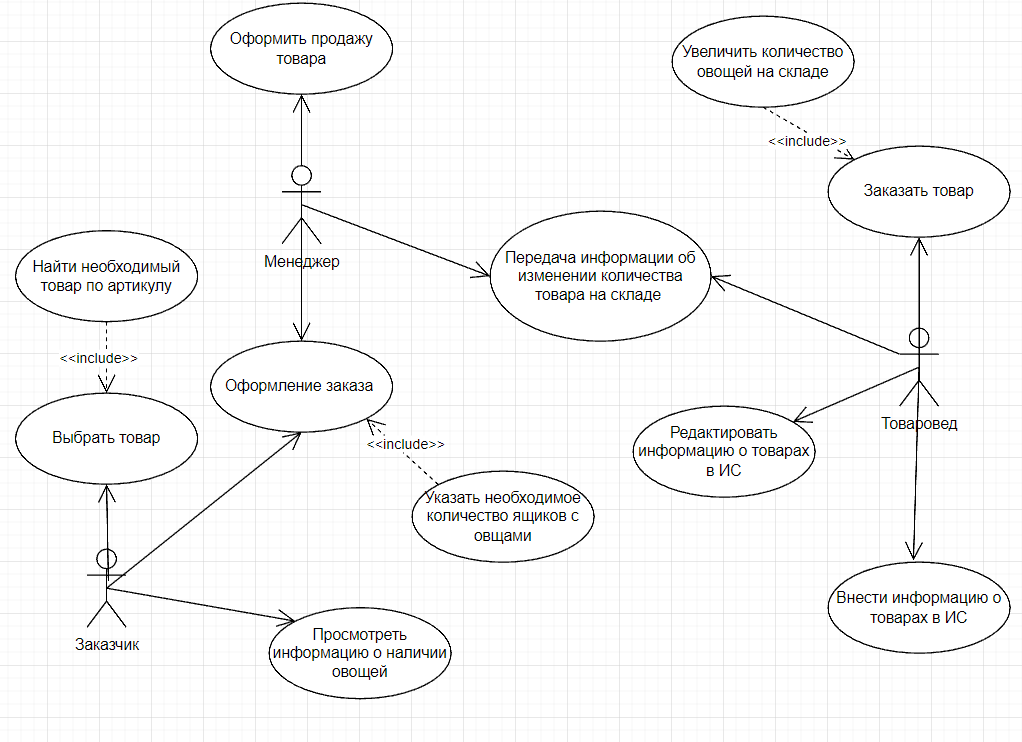 Оформить продажу
товара
Увеличить количество
овощей на складе
<<include>>
Заказать товар
Менеджер
Передача информации об
изменении количества
товара на складе
Найти необходимый
товар по артикулу
<<include>>
Выбрать товар
Оформление заказа
<<include>>
Указать необходимое
количество ящиков с
овщами
Товаровед
Редактировать
информацию о товарах
в ИС
Заказчик
Просмотреть
информацию о наличии
овощей
Внести информацию о
товарах в ИС